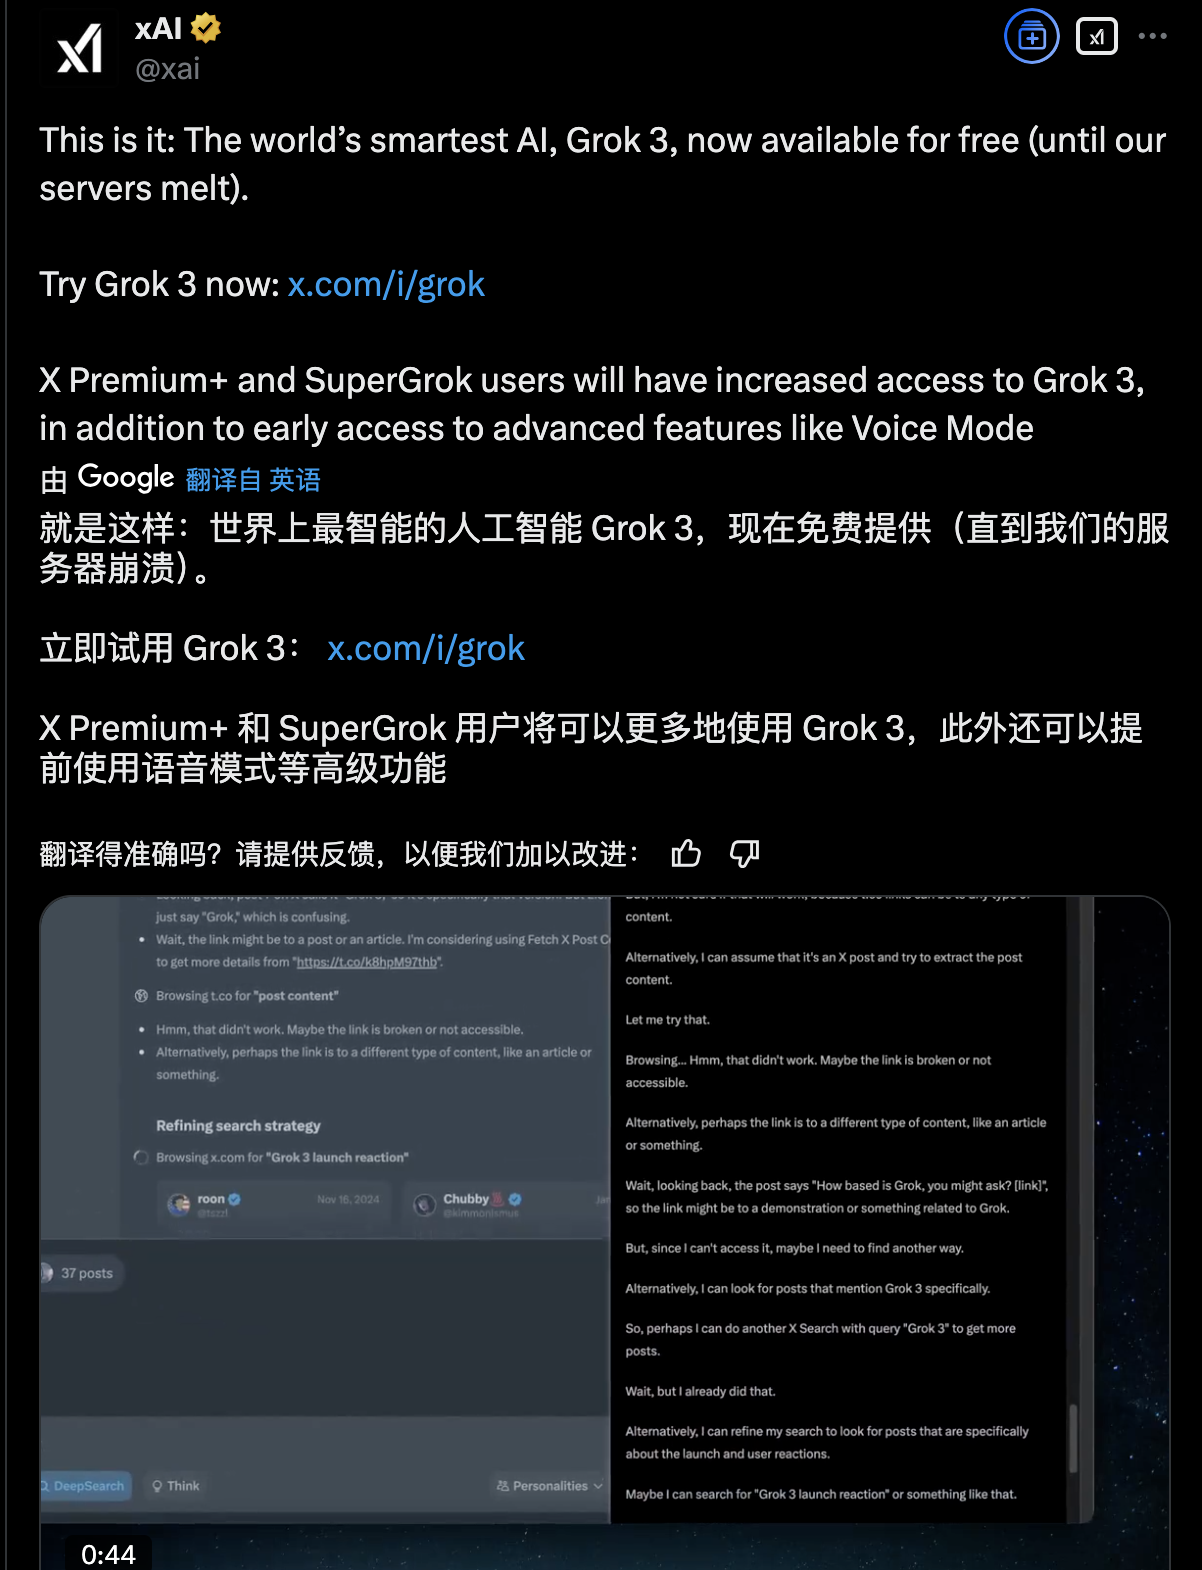 xAI
@xai
This is it: The world’s smartest AI, Grok 3, now available for free (until our
servers melt).
Try Grok 3 now: x.com/i/grok
X Premium+ and SuperGrok users will have increased access to Grok 3,
in addition to early access to advanced features like Voice Mode
由 Google 翻译自 英语
就是这样：世界上最智能的人工智能 Grok 3，现在免费提供（直到我们的服
务器崩溃）。
立即试用 Grok 3： x.com/i/grok
X Premium+ 和 SuperGrok 用户将可以更多地使用 Grok 3，此外还可以提
前使用语音模式等高级功能
翻译得准确吗？请提供反馈，以便我们加以改进：
just say "Grok," which is confusing.
• Wait, the link might be to a post or an article. I'm considering using Fetch X Post C
to get more details from "https://t.co/k8hpM97thb".
Browsing t.co for "post content"
• Hmm, that didn't work. Maybe the link is broken or not accessible.
• Alternatively, perhaps the link is to a different type of content, like an article or
something.
Refining search strategy
Browsing x.com for "Grok 3 launch reaction"
roon Nov 16, 2024
@tszzl
Chubby Jan
@kimmonismus
37 posts
DeepSearch Think Personalities
content.
Alternatively, I can assume that it's an X post and try to extract the post
content.
Let me try that.
Browsing... Hmm, that didn't work. Maybe the link is broken or not
accessible.
Alternatively, perhaps the link is to a different type of content, like an article
or something.
Wait, looking back, the post says "How based is Grok, you might ask? [link]",
so the link might be to a demonstration or something related to Grok.
But, since I can't access it, maybe I need to find another way.
Alternatively, I can look for posts that mention Grok 3 specifically.
So, perhaps I can do another X Search with query "Grok 3" to get more
posts.
Wait, but I already did that.
Alternatively, I can refine my search to look for posts that are specifically
about the launch and user reactions.
Maybe I can search for "Grok 3 launch reaction" or something like that.
0:44